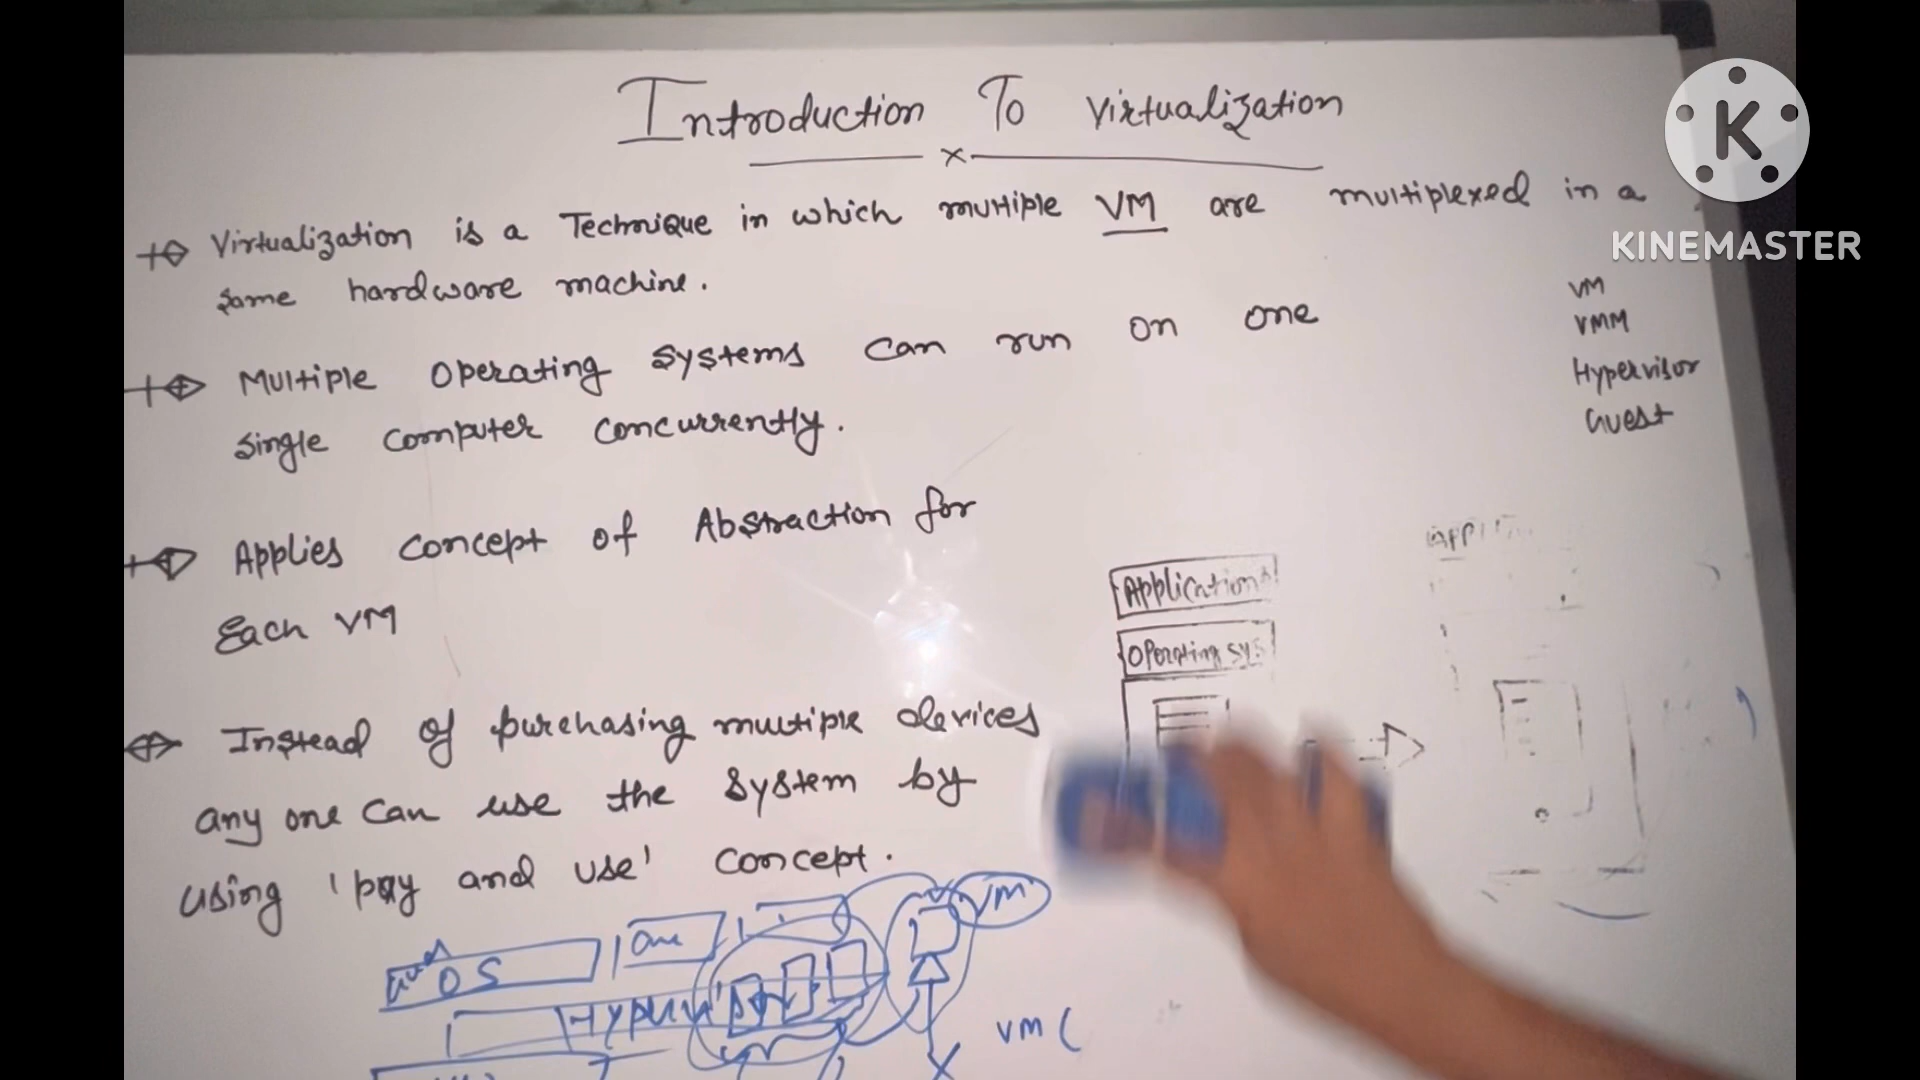 Introduction To Virtualization
Virtualization is a Technique in which multiple VM are multiplexed in a
same hardware machine.
Multiple Operating Systems can run on one
single computer concurrently.
Applies concept of Abstraction for
Each VM
Instead of purchasing multiple devices
any one can use the system by
using 'pay and use' concept.
VM
VMM
Hypervisor
Guest
Application
Operating sys
OS
VM
VM (
K
KINEMASTER